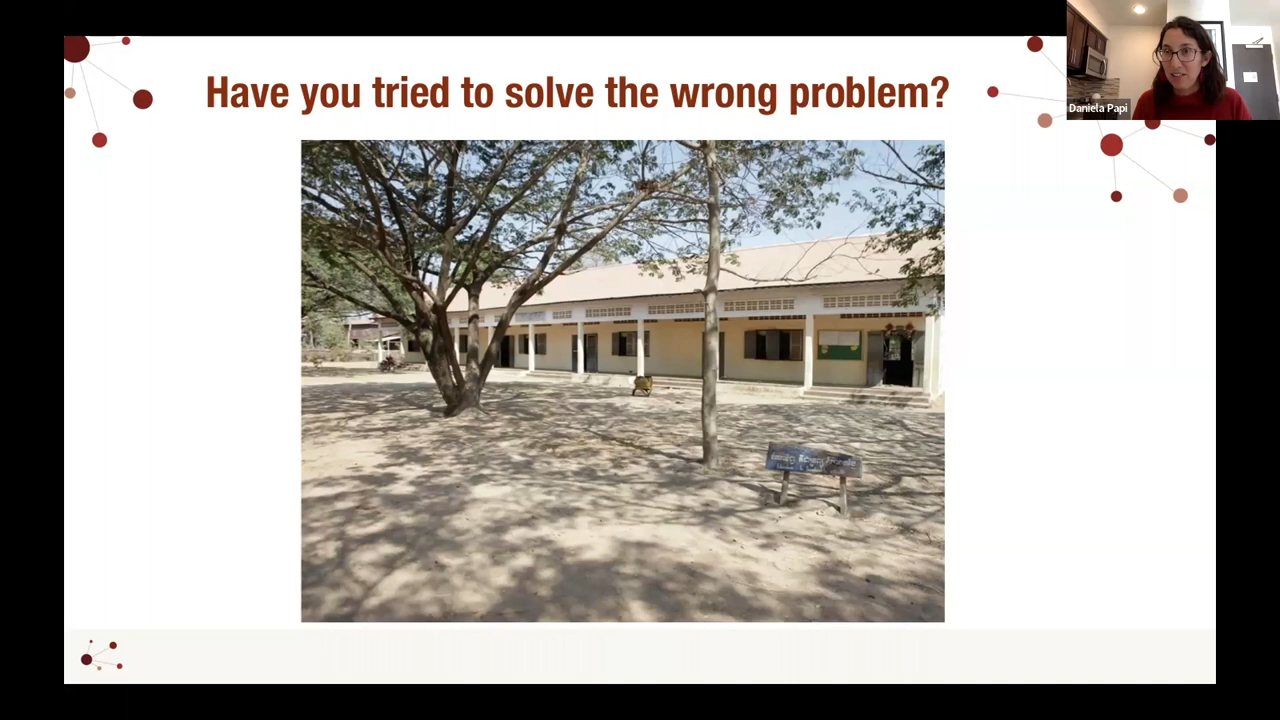 Have you tried to solve the wrong problem?
Daniela Papi